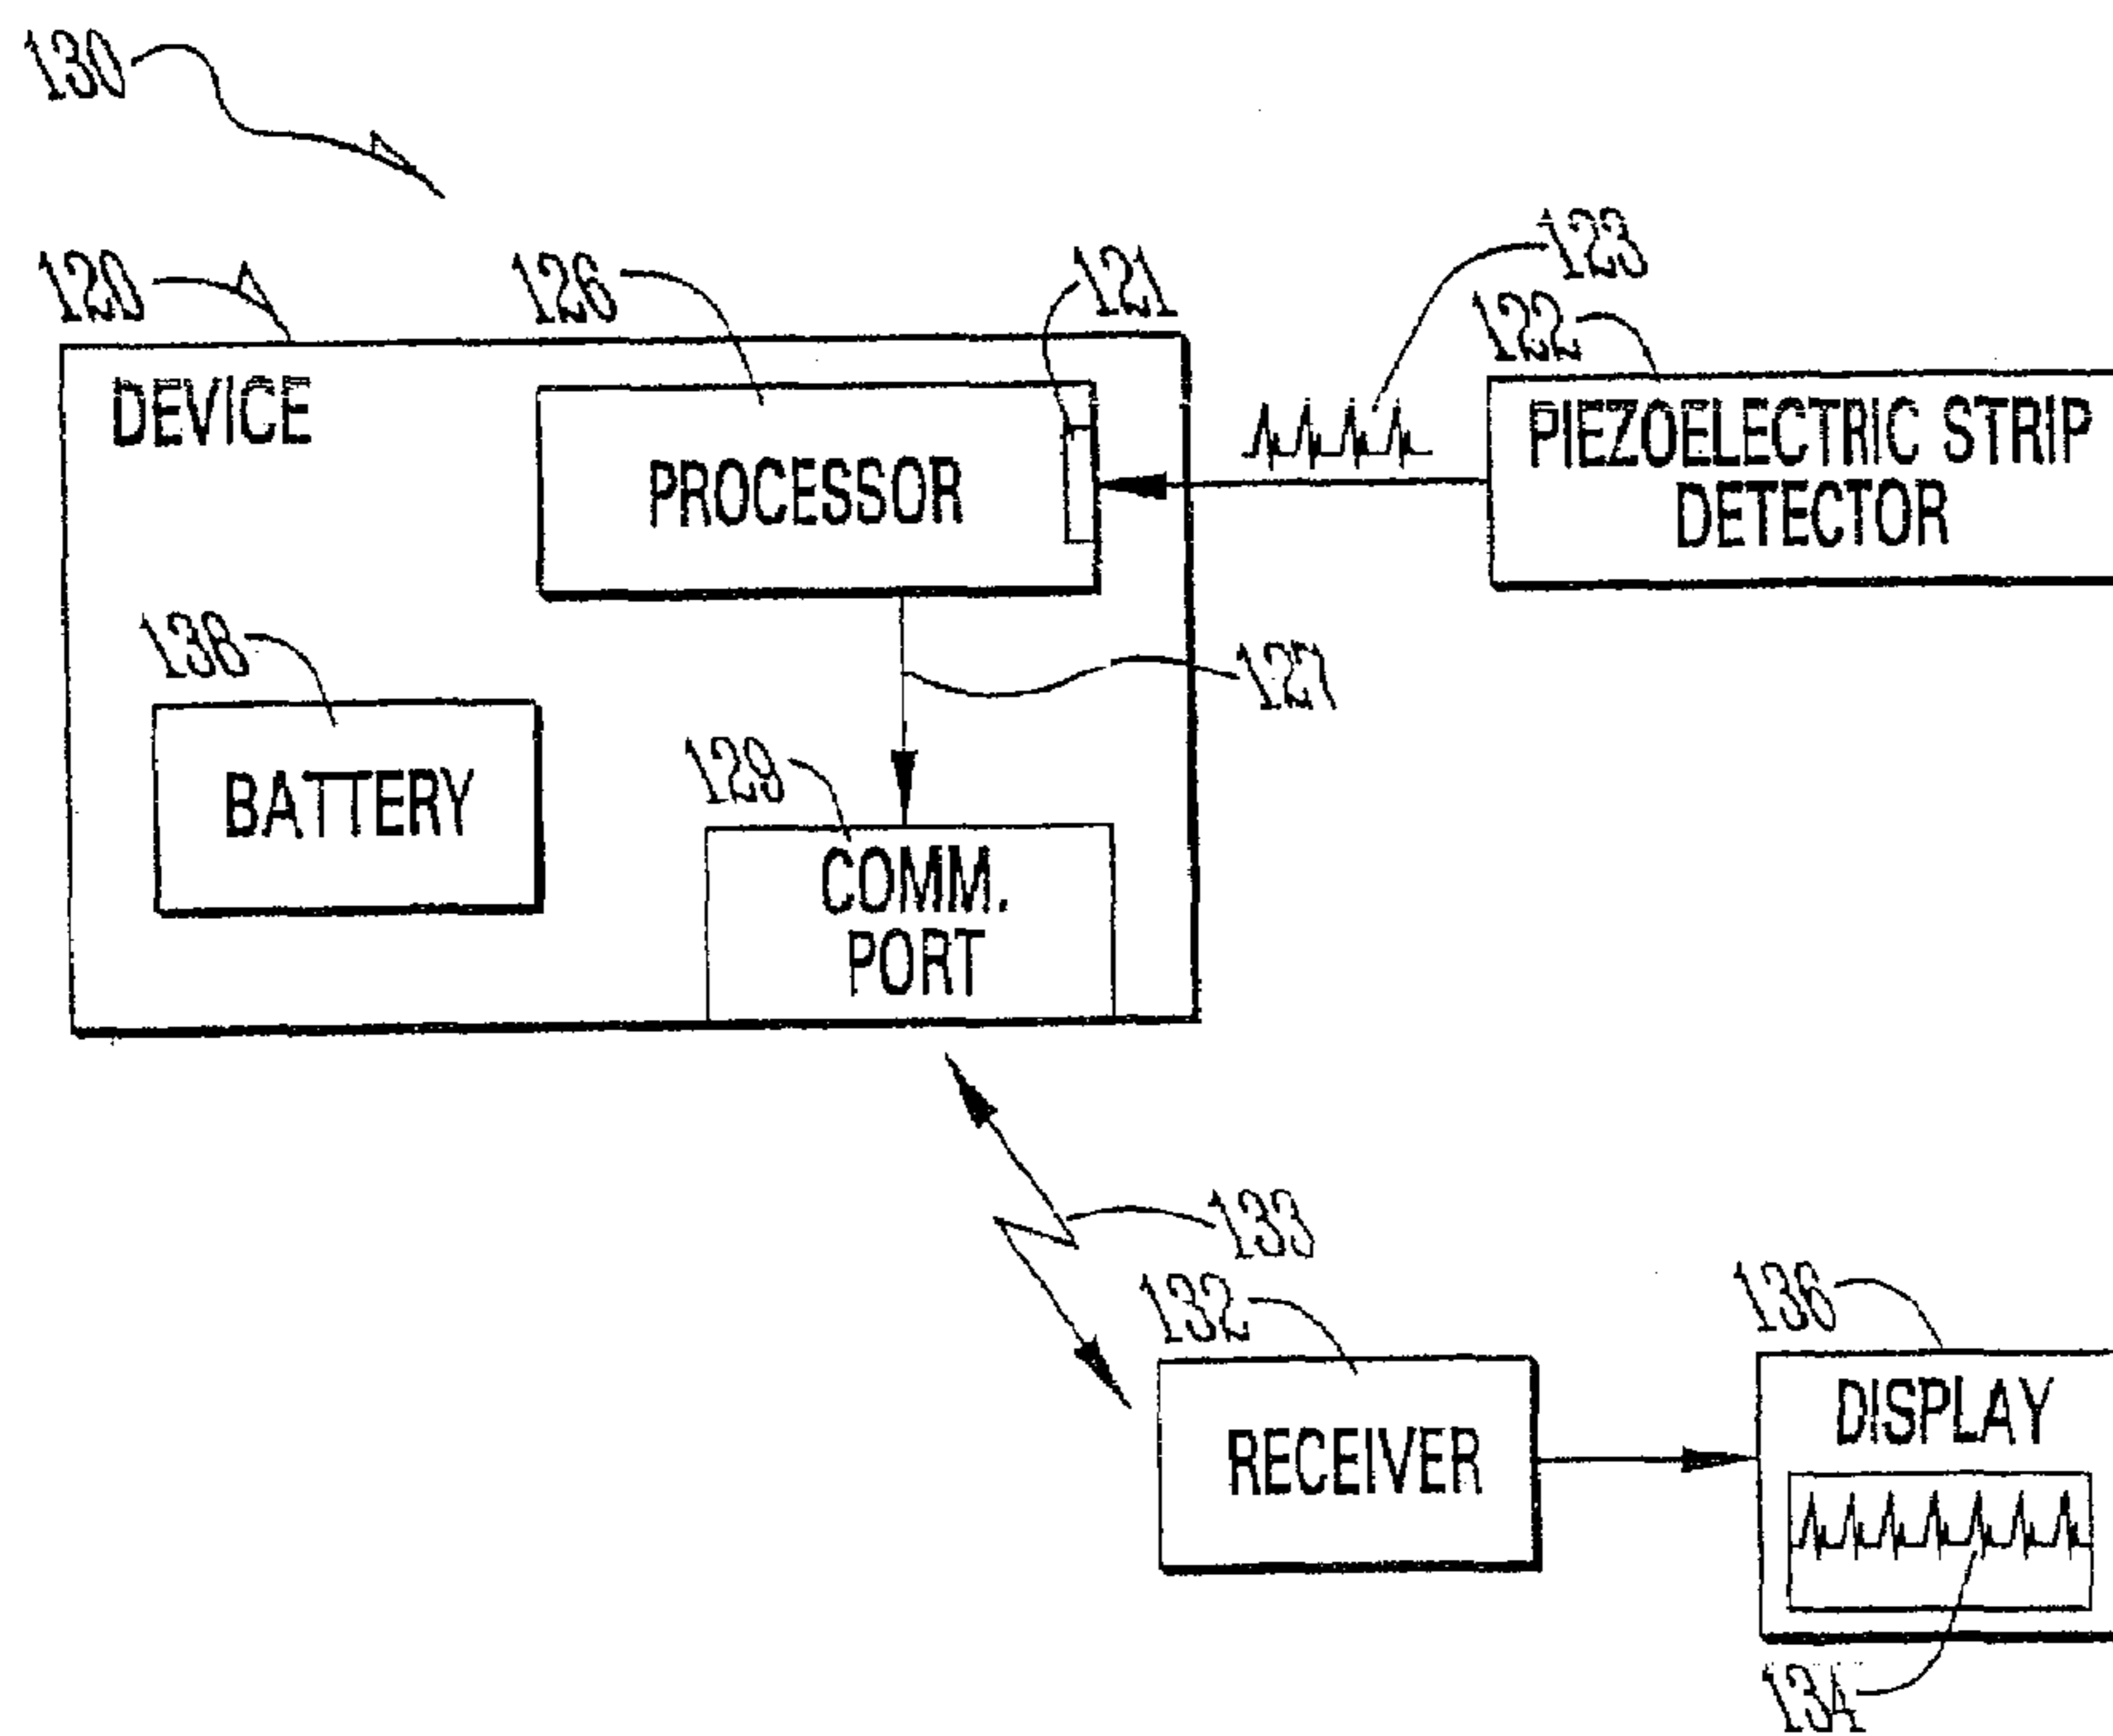 130
120
126
121
128
122
DEVICE
PROCESSOR
PIEZOELECTRIC STRIP
DETECTOR
138
127
BATTERY
129
COMM.
PORT
133
132
136
RECEIVER
DISPLAY
134